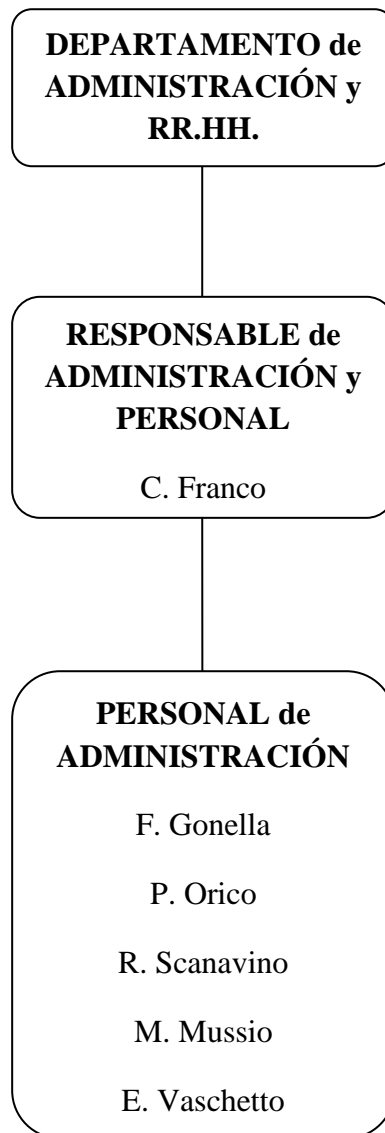 DEPARTAMENTO de
ADMINISTRACIÓN y
RR.HH.
RESPONSABLE de
ADMINISTRACIÓN y
PERSONAL
C. Franco
PERSONAL de
ADMINISTRACIÓN
F. Gonella
P. Orico
R. Scanavino
M. Mussio
E. Vaschetto